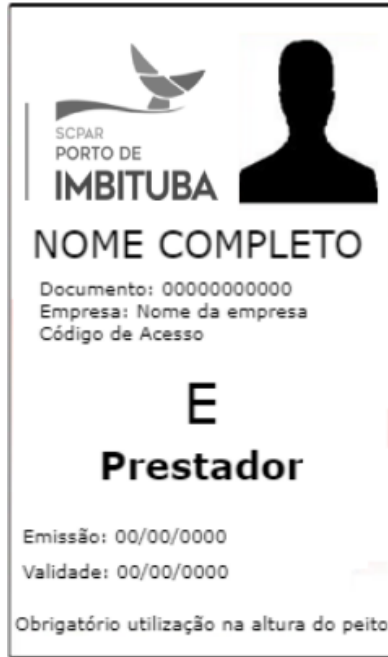 SCPAR
PORTO DE
IMBITUBA
NOME COMPLETO
Documento: 00000000000
Empresa: Nome da empresa
Código de Acesso
E
Prestador
Emissão: 00/00/0000
Validade: 00/00/0000
Obrigatório utilização na altura do peito